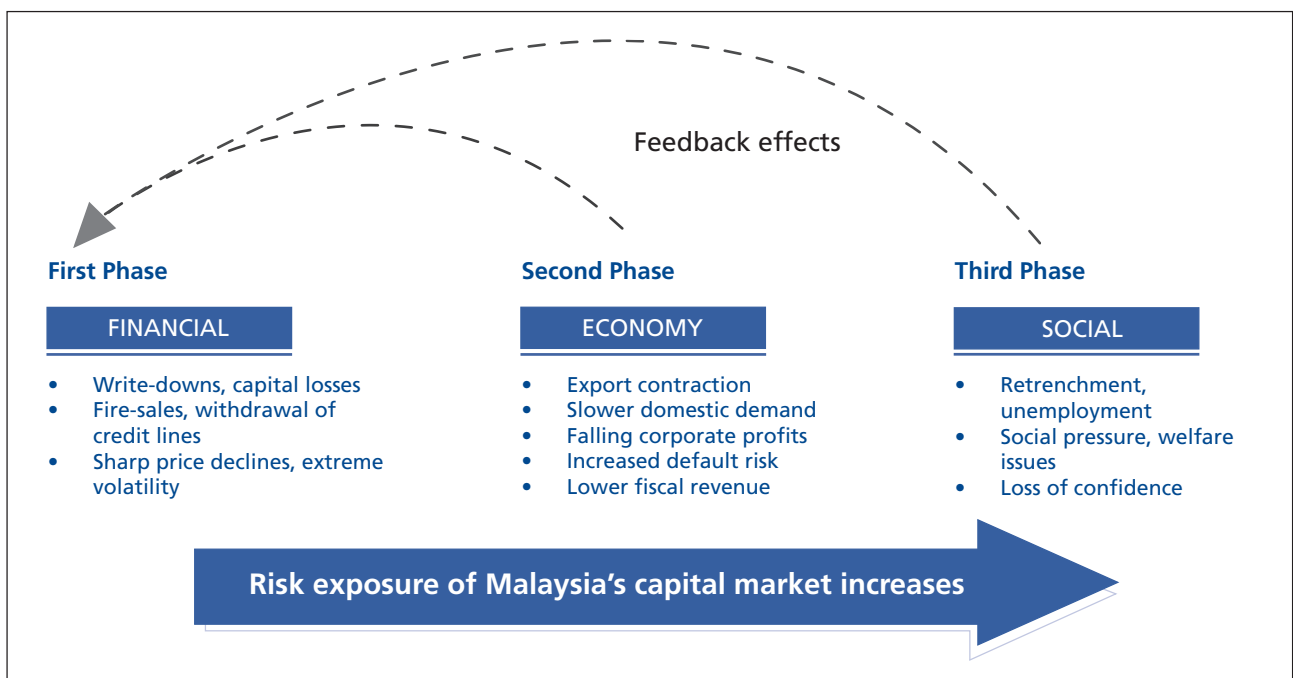 Feedback effects
First Phase
FINANCIAL
• Write-downs, capital losses
• Fire-sales, withdrawal of
credit lines
• Sharp price declines, extreme
volatility
Second Phase
ECONOMY
• Export contraction
• Slower domestic demand
• Falling corporate profits
• Increased default risk
• Lower fiscal revenue
Third Phase
SOCIAL
• Retrenchment,
unemployment
• Social pressure, welfare
issues
• Loss of confidence
Risk exposure of Malaysia’s capital market increases